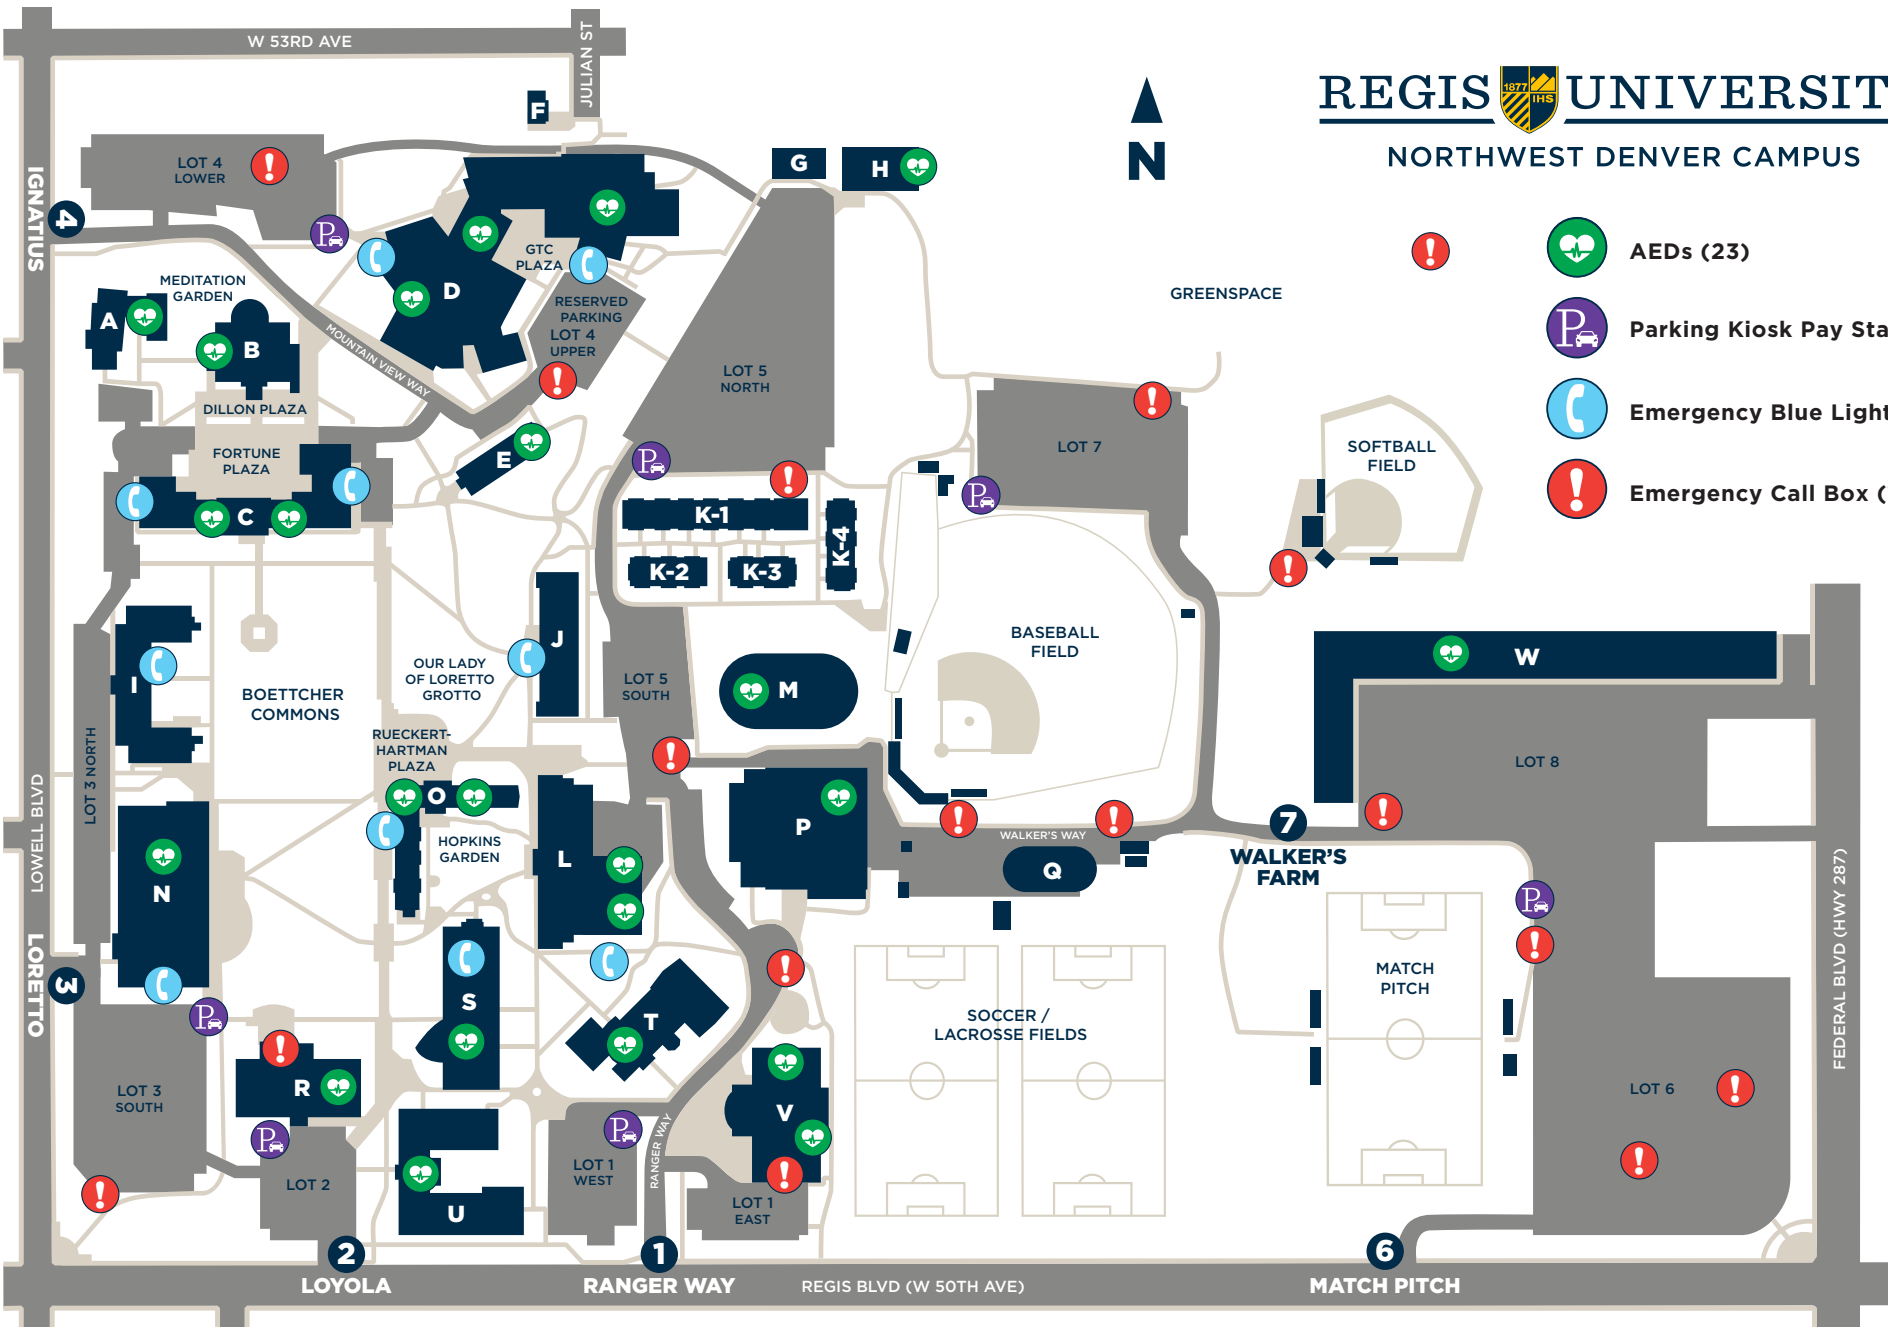 W 53RD AVE
JULIAN ST
F
REGIS
1877
IHS
UNIVERSIT
NORTHWEST DENVER CAMPUS
N
LOT 4
LOWER
G
H
IGNATIUS
4
GTC
PLAZA
AEDs (23)
MEDITATION
GARDEN
D
RESERVED
PARKING
LOT 4
UPPER
GREENSPACE
A
B
MOUNTAIN VIEW WAY
P
Parking Kiosk Pay Sta
LOT 5
NORTH
DILLON PLAZA
Emergency Blue Light
FORTUNE
PLAZA
E
LOT 7
SOFTBALL
FIELD
Emergency Call Box (
C
K-1
K-2
K-3
K-4
J
I
BOETTCHER
COMMONS
OUR LADY
OF LORETTO
GROTTO
LOT 5
SOUTH
M
BASEBALL
FIELD
W
RUECKERT-
HARTMAN
PLAZA
LOT 3 NORTH
LOT 8
O
HOPKINS
GARDEN
L
P
WALKER'S WAY
7
WALKER'S
FARM
Q
LOWELL BLVD
N
FEDERAL BLVD (HWY 287)
LORETTO
3
S
T
MATCH
PITCH
SOCCER /
LACROSSE FIELDS
LOT 3
SOUTH
R
V
LOT 6
RANGER WAY
LOT 1
WEST
LOT 2
U
LOT 1
EAST
2
LOYOLA
1
RANGER WAY
REGIS BLVD (W 50TH AVE)
6
MATCH PITCH
P
P
P
P
P
P
P